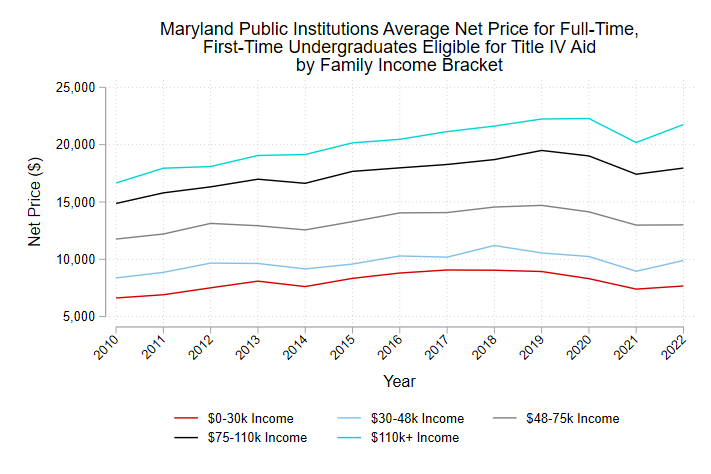 Maryland Public Institutions Average Net Price for Full-Time,
First-Time Undergraduates Eligible for Title IV Aid
by Family Income Bracket
Net Price ($)
25,000
20,000
15,000
10,000
5,000
2010 2011 2012 2013 2014 2015 2016 2017 2018 2019 2020 2021 2022
Year
$0-30k Income $30-48k Income $48-75k Income
$75-110k Income $110k+ Income